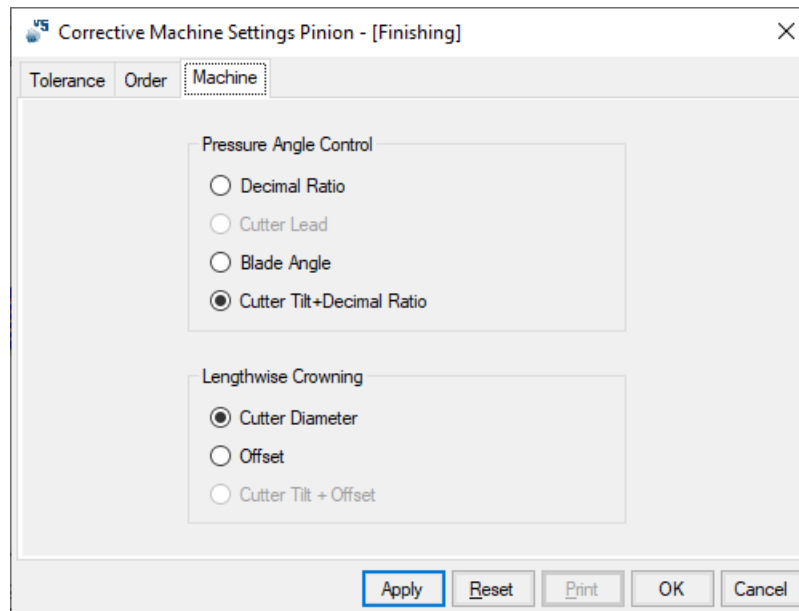 V5
Corrective Machine Settings Pinion - [Finishing]
Tolerance Order Machine
Pressure Angle Control
Decimal Ratio
Cutter Lead
Blade Angle
Cutter Tilt+Decimal Ratio
Lengthwise Crowning
Cutter Diameter
Offset
Cutter Tilt + Offset
Apply Reset Print OK Cancel